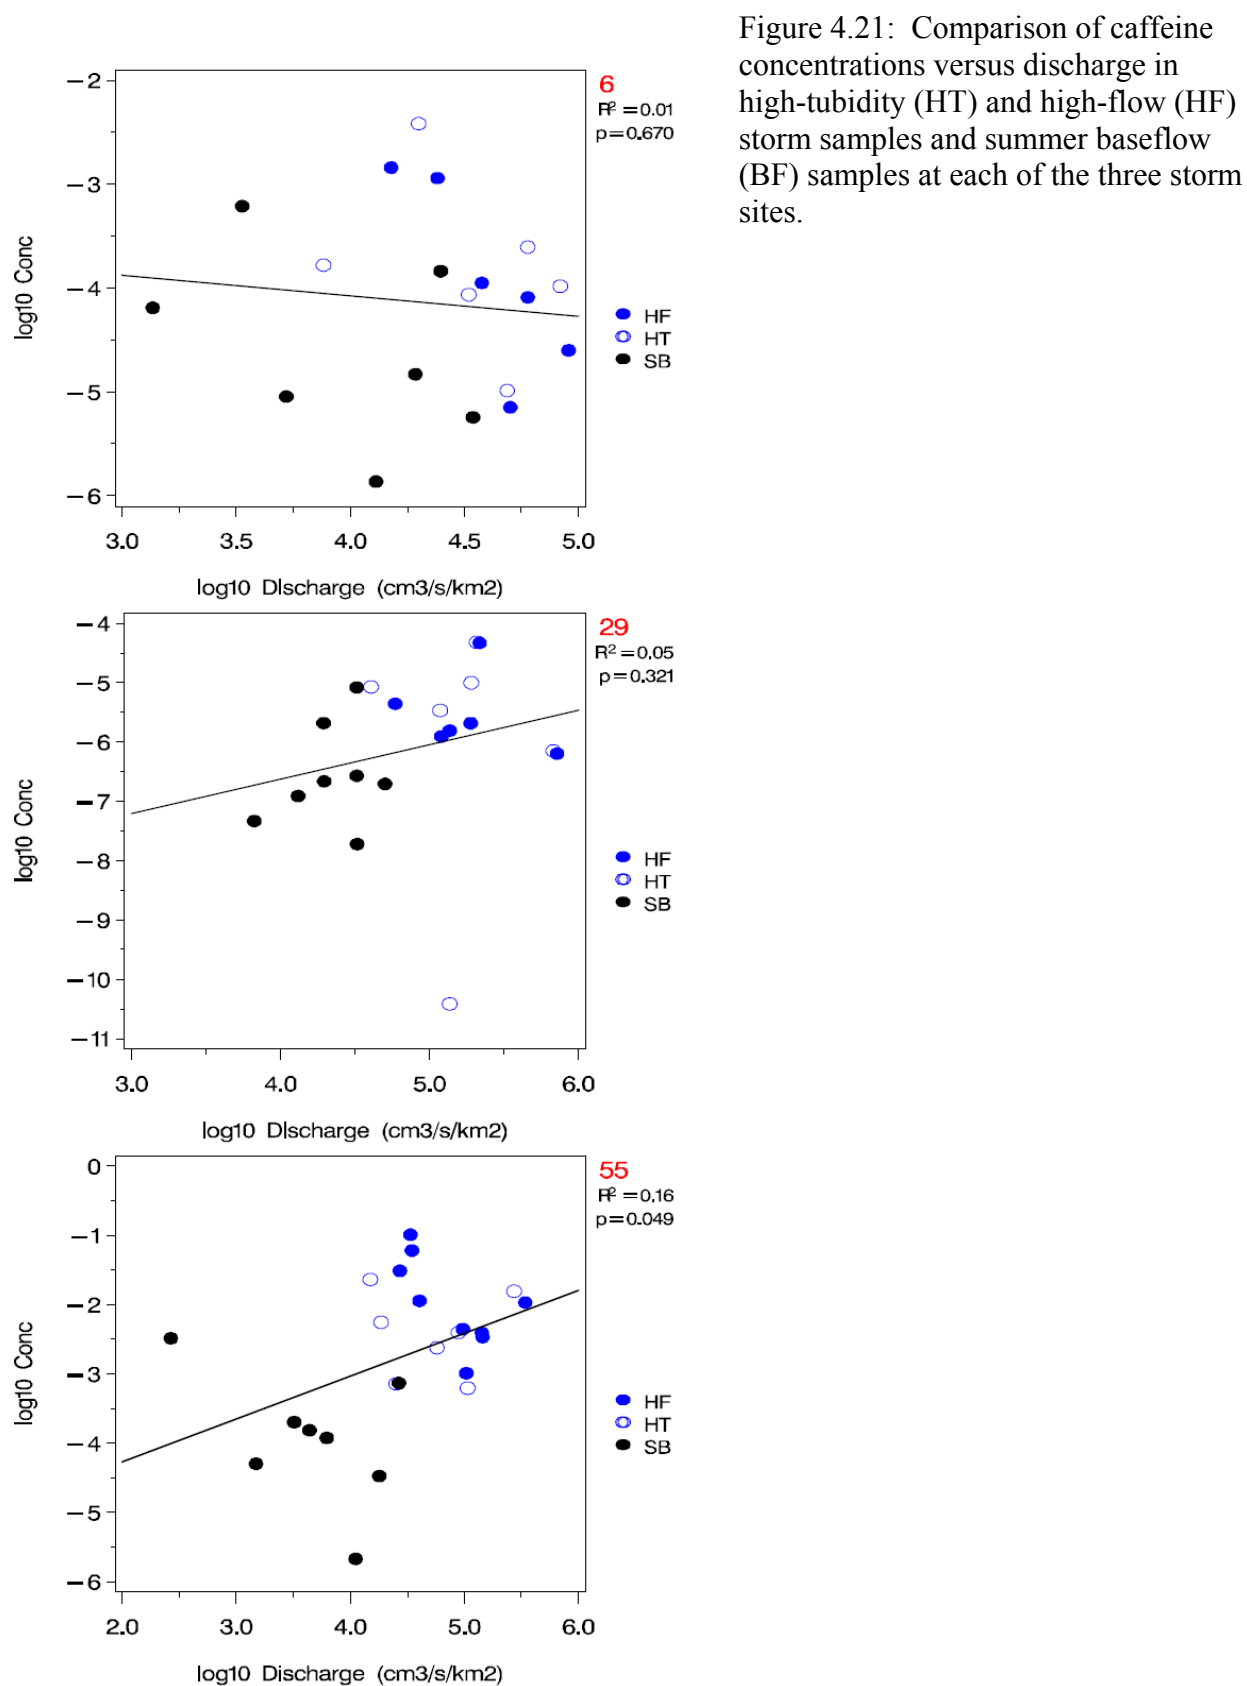 Figure 4.21: Comparison of caffeine
concentrations versus discharge in
high-tubidity (HT) and high-flow (HF)
storm samples and summer baseflow
(BF) samples at each of the three storm
sites.
6
R² =0.01
p=0.670
log10 Conc
−2
−3
−4
−5
−6
HF
HT
SB
3.0 3.5 4.0 4.5 5.0
log10 DIscharge (cm3/s/km2)
29
R² =0.05
p=0.321
log10 Conc
−4
−5
−6
−7
−8
−9
−10
−11
HF
HT
SB
3.0 4.0 5.0 6.0
log10 DIscharge (cm3/s/km2)
55
R² =0.16
p=0.049
log10 Conc
0
−1
−2
−3
−4
−5
−6
HF
HT
SB
2.0 3.0 4.0 5.0 6.0
log10 Discharge (cm3/s/km2)